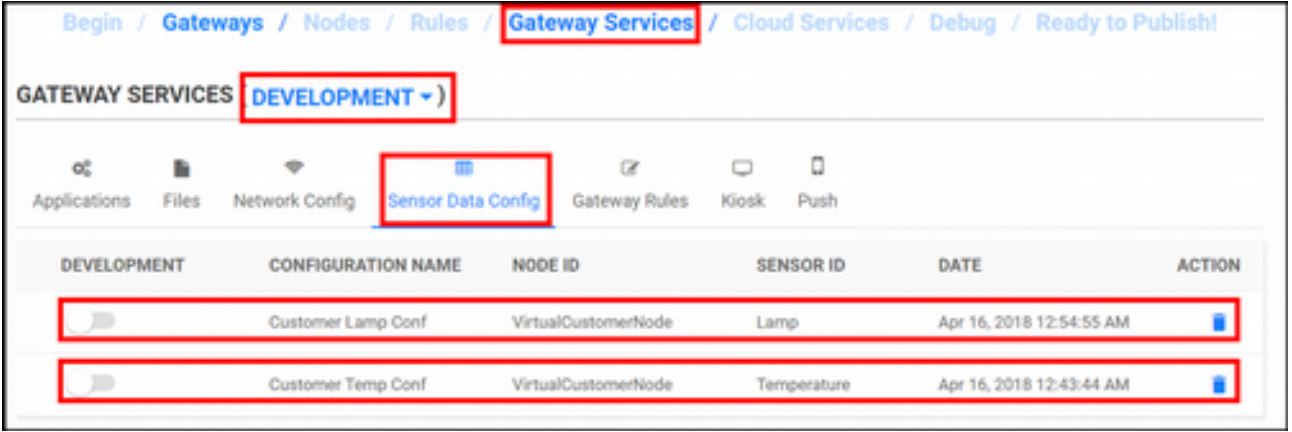 Begin / Gateways / Nodes / Rules / Gateway Services / Cloud Services / Debug / Ready to Publish!
GATEWAY SERVICES ( DEVELOPMENT )
Applications Files Network Config Sensor Data Config Gateway Rules Kiosk Push
DEVELOPMENT CONFIGURATION NAME NODE ID SENSOR ID DATE ACTION
Customer Lamp Conf VirtualCustomerNode Lamp Apr 16, 2018 12:54:55 AM
Customer Temp Conf VirtualCustomerNode Temperature Apr 16, 2018 12:43:44 AM